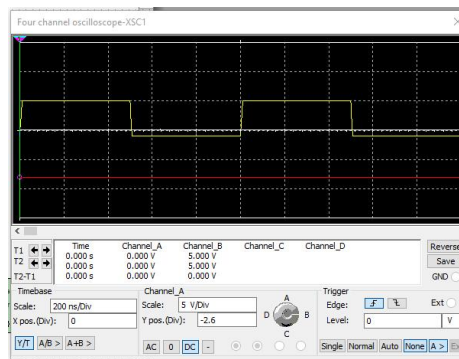 Four channel oscilloscope-XSC1
Time Channel_A Channel_B Channel_C Channel_D
T1 0.000 s 0.000 V 5.000 V
T2 0.000 s 0.000 V 5.000 V
T2-T1 0.000 s 0.000 V 0.000 V
Reverse
Save
GND
Timebase
Scale: 200 ns/Div
X pos.(Div): 0
Y/T A/B > A+B >
Channel_A
Scale: 5 V/Div
Y pos.(Div): -2.6
AC 0 DC -
A
D B
C
Trigger
Edge: Ext
Level: 0 V
Single Normal Auto None A > Ext